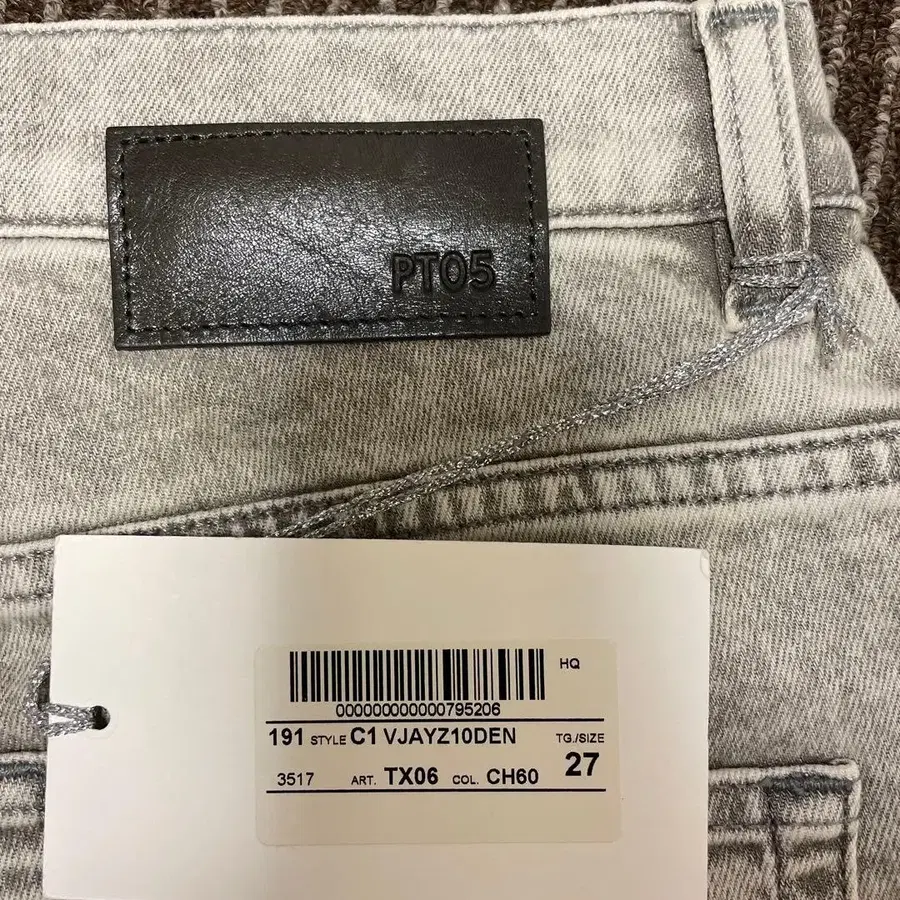 PT05
HQ
000000000000795206
191 STYLE C1 VJAYZ10DEN TG./SIZE
3517 ART. TX06 COL. CH60 27